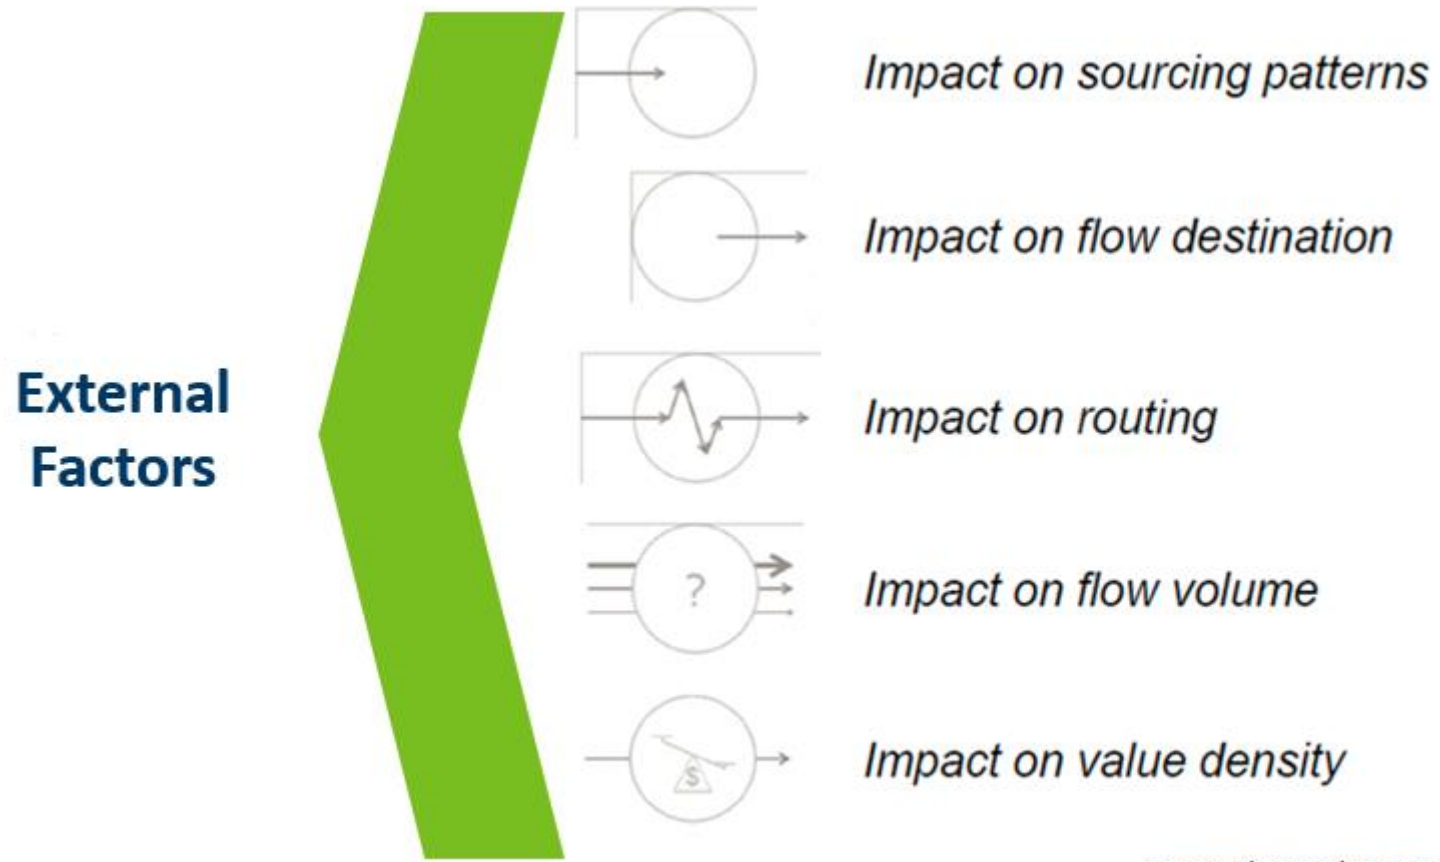 Impact on sourcing patterns
Impact on flow destination
External
Factors
Impact on routing
?
Impact on flow volume
$
Impact on value density